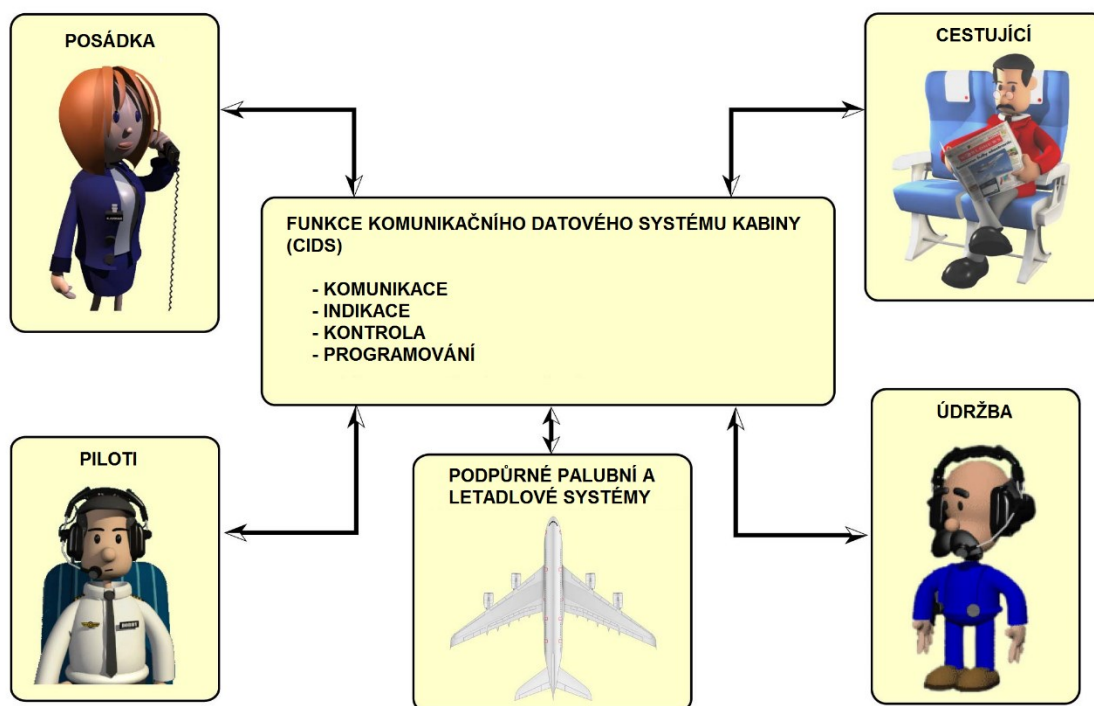 POSÁDKA
CESTUJÍCÍ
FUNKCE KOMUNIKAČNÍHO DATOVÉHO SYSTÉMU KABINY
(CIDS)
- KOMUNIKACE
- INDIKACE
- KONTROLA
- PROGRAMOVÁNÍ
PILOTI
PODPŮRNÉ PALUBNÍ A
LETADLOVÉ SYSTÉMY
ÚDRŽBA